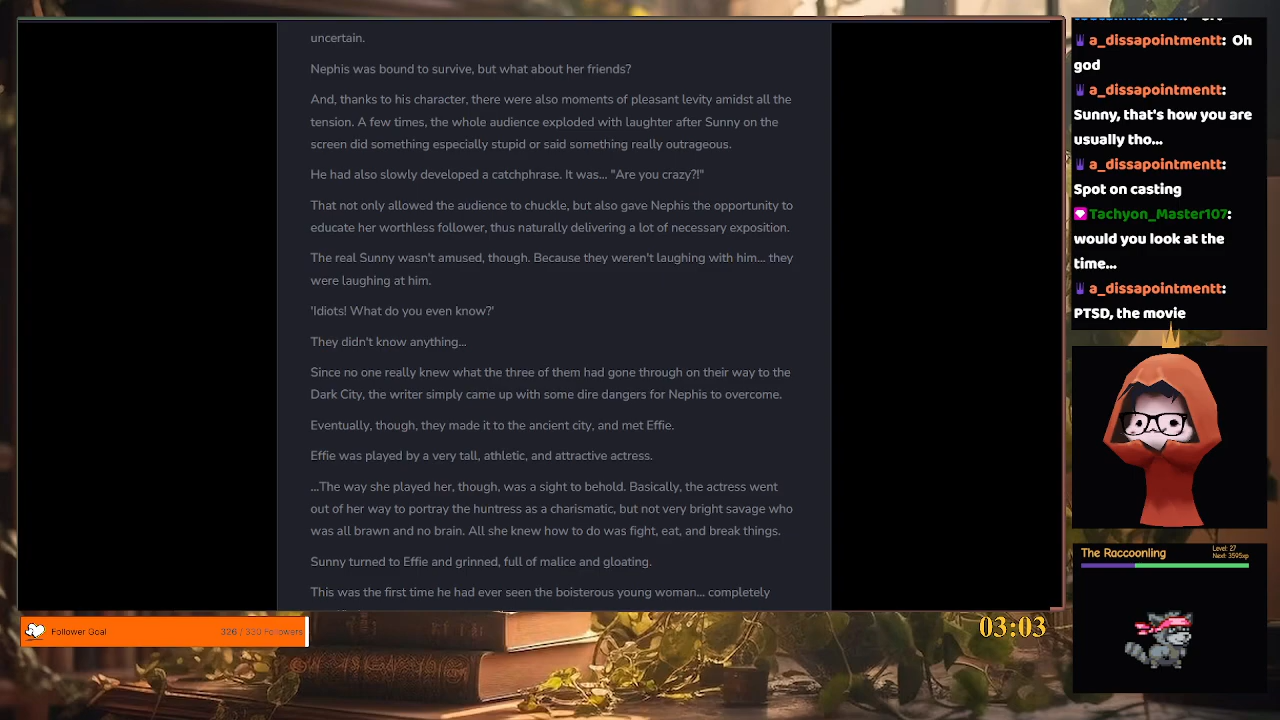 uncertain.
Nephis was bound to survive, but what about her friends?
And, thanks to his character, there were also moments of pleasant levity amidst all the
tension. A few times, the whole audience exploded with laughter after Sunny on the
screen did something especially stupid or said something really outrageous.
He had also slowly developed a catchphrase. It was... "Are you crazy?!"
That not only allowed the audience to chuckle, but also gave Nephis the opportunity to
educate her worthless follower, thus naturally delivering a lot of necessary exposition.
The real Sunny wasn't amused, though. Because they weren't laughing with him... they
were laughing at him.
'Idiots! What do you even know?'
They didn't know anything...
Since no one really knew what the three of them had gone through on their way to the
Dark City, the writer simply came up with some dire dangers for Nephis to overcome.
Eventually, though, they made it to the ancient city, and met Effie.
Effie was played by a very tall, athletic, and attractive actress.
...The way she played her, though, was a sight to behold. Basically, the actress went
out of her way to portray the huntress as a charismatic, but not very bright savage who
was all brawn and no brain. All she knew how to do was fight, eat, and break things.
Sunny turned to Effie and grinned, full of malice and gloating.
This was the first time he had ever seen the boisterous young woman... completely
a_dissapointmentt: Oh
god
a_dissapointmentt:
Sunny, that's how you are
usually tho...
a_dissapointmentt:
Spot on casting
Tachyon_Master107:
would you look at the
time...
a_dissapointmentt:
PTSD, the movie
The Raccoonling
Level: 27
Next: 3595xp
Follower Goal
326 / 330 Followers
03:03